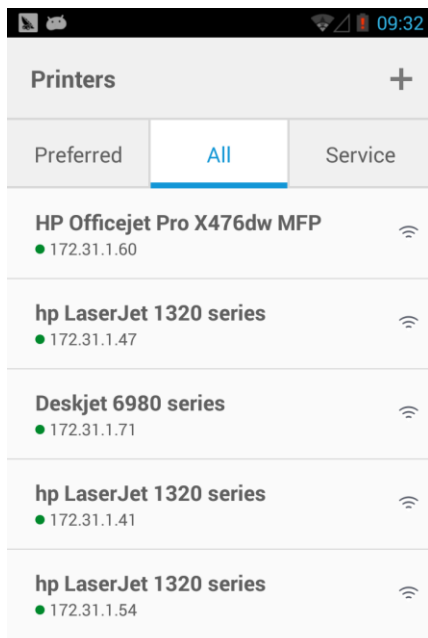 09:32
Printers
Preferred All Service
HP Officejet Pro X476dw MFP
172.31.1.60
hp LaserJet 1320 series
172.31.1.47
Deskjet 6980 series
172.31.1.71
hp LaserJet 1320 series
172.31.1.41
hp LaserJet 1320 series
172.31.1.54